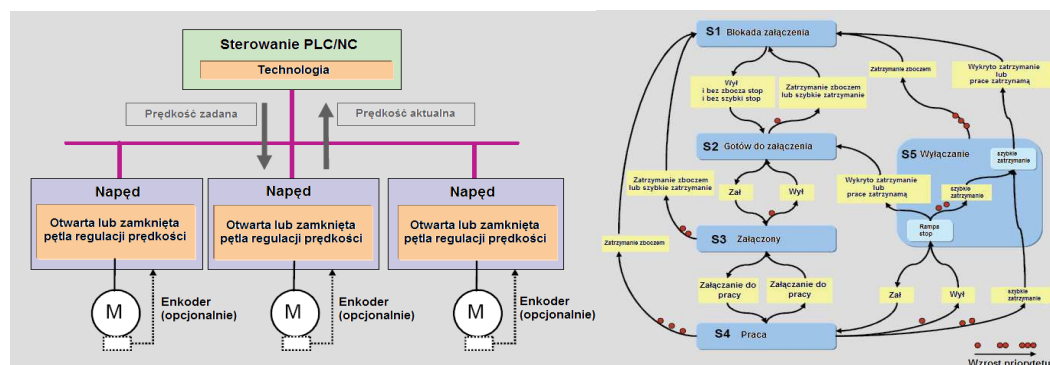 Sterowanie PLC/NC
Technologia
Prędkość zadana
Prędkość aktualna
Napęd
Otwarta lub zamknięta
pętla regulacji prędkości
Napęd
Otwarta lub zamknięta
pętla regulacji prędkości
Napęd
Otwarta lub zamknięta
pętla regulacji prędkości
M
Enkoder
(opcjonalnie)
M
Enkoder
(opcjonalnie)
M
Enkoder
(opcjonalnie)
S1 Blokada załączenia
Wył
i bez zbocza stop
i bez szybki stop
Zatrzymanie zboczem
lub szybkie zatrzymanie
Zatrzymanie zboczem
Wykryto zatrzymanie
lub
prace zatrzynamą
S2 Gotów do załączenia
S5 Wyłączanie
szybkie
zatrzymanie
Zatrzymanie zboczem
lub szybkie zatrzymanie
Zał
Wył
Wykryto zatrzymanie
lub
prace zatrzynamą
szybkie
zatrzymanie
Rampa
stop
S3 Załączony
Zatrzymanie zboczem
Załączanie do
pracy
Załączanie do
pracy
Zał
Wył
szybkie
zatrzymanie
S4 Praca
Wzrost priorytetu